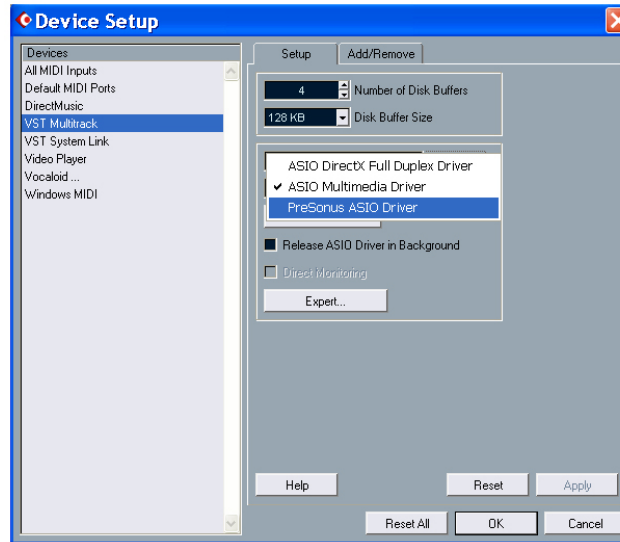 Device Setup
Devices
All MIDI Inputs
Default MIDI Ports
DirectMusic
VST Multitrack
VST System Link
Video Player
Vocaloid ...
Windows MIDI
Setup
Add/Remove
4
Number of Disk Buffers
128 KB
Disk Buffer Size
ASIO DirectX Full Duplex Driver
ASIO Multimedia Driver
PreSonus ASIO Driver
Release ASIO Driver in Background
Direct Monitoring
Expert...
Help
Reset
Apply
Reset All
OK
Cancel